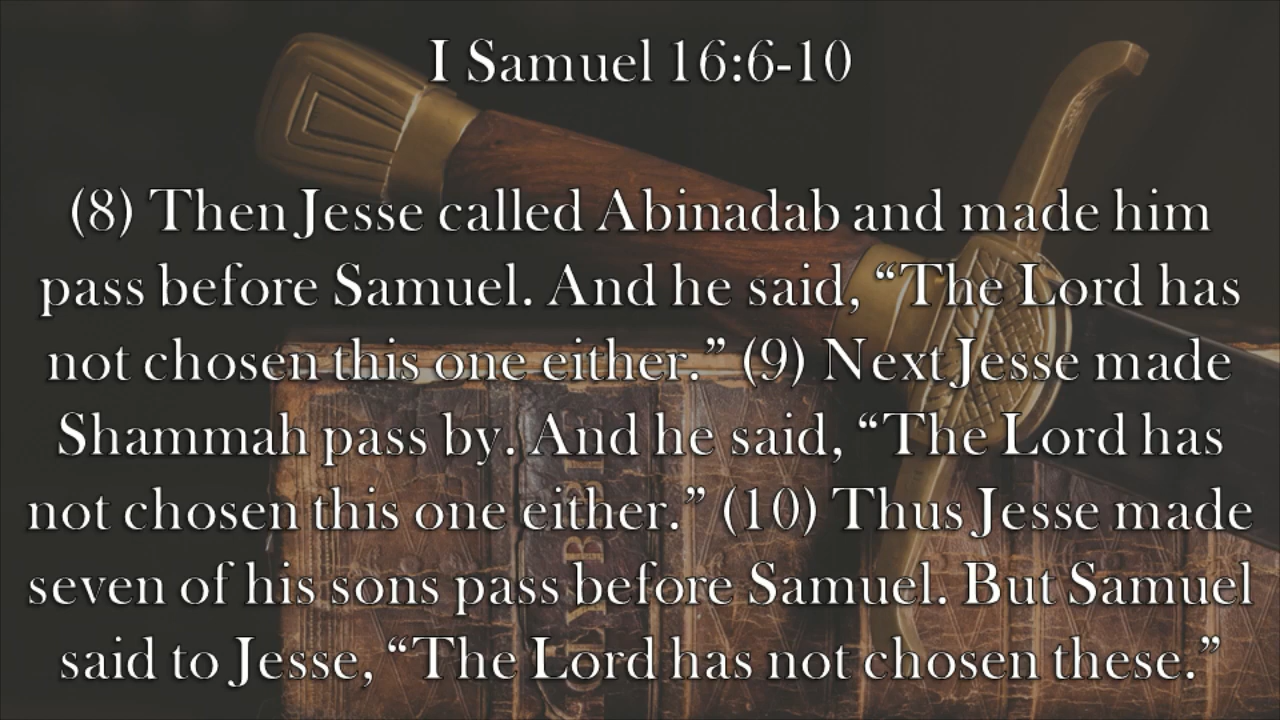 I Samuel 16:6-10
(8) Then Jesse called Abinadab and made him
pass before Samuel. And he said, “The Lord has
not chosen this one either.” (9) Next Jesse made
Shammah pass by. And he said, “The Lord has
not chosen this one either.” (10) Thus Jesse made
seven of his sons pass before Samuel. But Samuel
said to Jesse, “The Lord has not chosen these.”